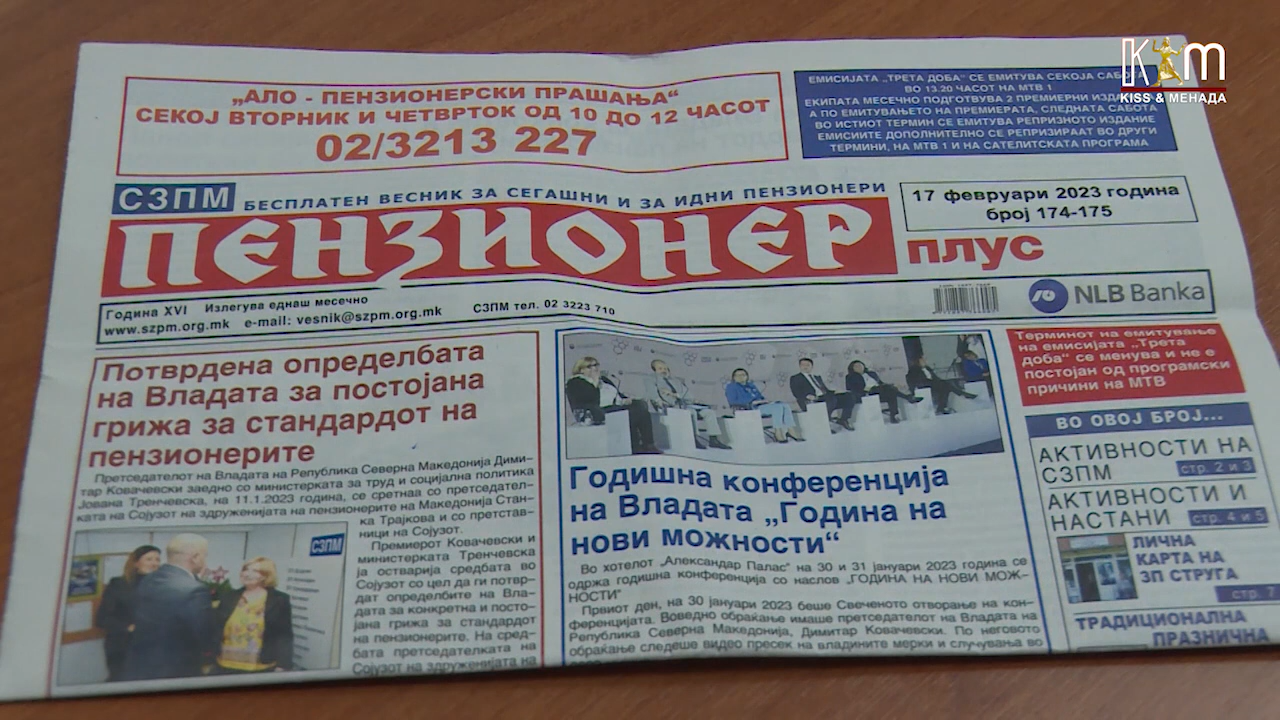 „АЛО - ПЕНЗИОНЕРСКИ ПРАШАЊА“
СЕКОЈ ВТОРНИК И ЧЕТВРТОК ОД 10 ДО 12 ЧАСОТ
02/3213 227
ЕМИСИЈАТА „ТРЕТА ДОБА“ СЕ ЕМИТУВА СЕКОЈА САБОТА
ВО 13.20 ЧАСОТ НА МТВ 1
ЕКИПАТА МЕСЕЧНО ПОДГОТВУВА 2 ПРЕМИЕРНИ
А ПО ЕМИТУВАЊЕТО НА ПРЕМИЕРАТА, СЛЕДНАТА САБОТА
ВО ИСТИОТ ТЕРМИН СЕ ЕМИТУВА РЕПРИЗНОТО ИЗДАНИЕ
ЕМИСИИТЕ ДОПОЛНИТЕЛНО СЕ РЕПРИЗИРААТ ВО ДРУГИ
ТЕРМИНИ, НА МТВ 1 И НА САТЕЛИТСКАТА ПРОГРАМА
KISS & МЕНАДА
СЗПМ БЕСПЛАТЕН ВЕСНИК ЗА СЕГАШНИ И ЗА ИДНИ ПЕНЗИОНЕРИ
ПЕНЗИОНЕР плус
17 февруари 2023 година
број 174-175
Година XVI Излегува еднаш месечно
www.szpm.org.mk e-mail: vesnik@szpm.org.mk СЗПМ тел. 02 3223 710
NLB Banka
Потврдена определбата
на Владата за постојана
грижа за стандардот на
пензионерите
Претседателот на Владата на Република Северна Македонија Дими-
тар Ковачевски заедно со министерката за труд и социјална политика
Јована Тренчевска, на 11.1.2023 година, се сретнаа со претседател-
ката на Сојузот на здруженијата на пензионерите на Македонија Стан-
ка Трајкова и со претстав-
ници на Сојузот.
Премиерот Ковачевски и
министерката Тренчевска
ја остварија средбата во
Сојузот со цел да ги потвр-
дат определбите на Вла-
дата за конкретна и посто-
јана грижа за стандардот
на пензионерите. На сред-
бата претседателката на
Сојузот на здруженијата на
СЗПМ
Годишна конференција
на Владата „Година на
нови можности“
Во хотелот „Александар Палас“ на 30 и 31 јануари 2023 година се
одржа годишна конференција со наслов „ГОДИНА НА НОВИ МОЖ-
НОСТИ“
Првиот ден, на 30 јануари 2023 беше Свеченото отворање на кон-
ференцијата. Воведно обраќање имаше претседателот на Владата на
Република Северна Македонија, Димитар Ковачевски. По неговото
обраќање следеше видео пресек на владините мерки и случувања во
Терминот на емитување
на емисијата „Трета
доба“ се менува и не е
постојан од програмски
причини на МТВ
ВО ОВОЈ БРОЈ...
АКТИВНОСТИ НА
СЗПМ стр. 2 и 3
АКТИВНОСТИ И
НАСТАНИ стр. 4 и 5
ЛИЧНА
КАРТА НА
ЗП СТРУГА
стр. 7
ТРАДИЦИОНАЛНА
ПРАЗНИЧНА